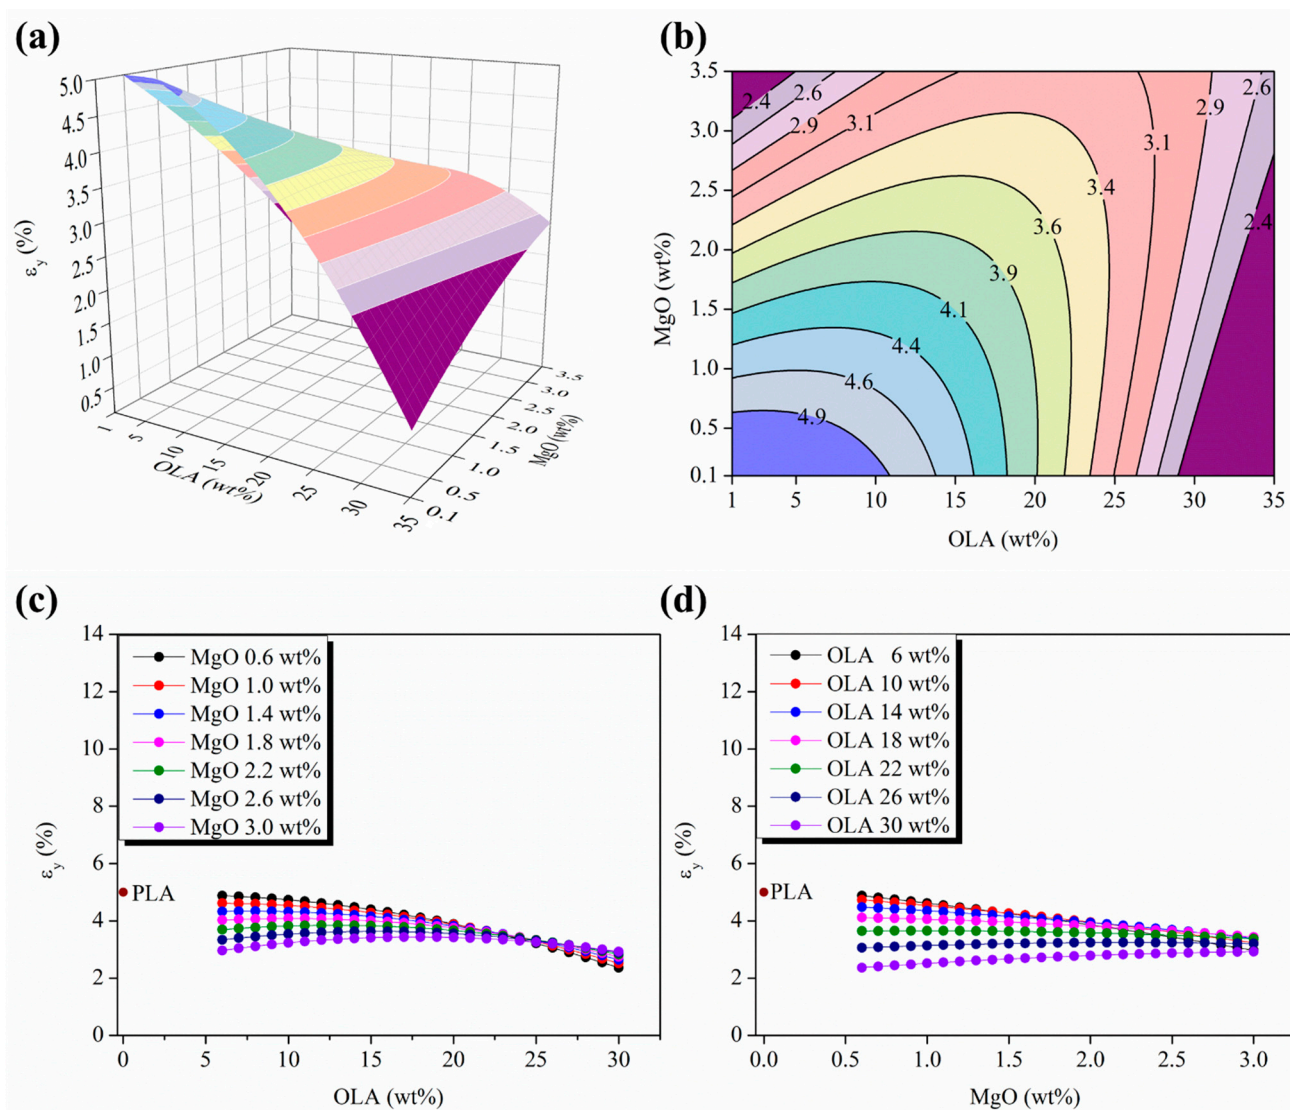 (a)
5.0
4.5
4.0
3.5
3.0
2.5
2.0
1.5
1.0
0.5
εy (%)
1
5
10
15
20
25
30
35
OLA (wt%)
0.1
0.5
1.0
1.5
2.0
2.5
3.0
3.5
MgO (wt%)
(b)
3.5
3.0
2.5
2.0
1.5
1.0
0.5
0.1
MgO (wt%)
2.4
2.6
2.9
3.1
2.6
2.9
3.1
3.4
2.4
3.6
3.9
4.1
4.4
4.6
4.9
1 5 10 15 20 25 30 35
OLA (wt%)
(c)
14
12
10
8
6
4
2
0
εy (%)
MgO 0.6 wt%
MgO 1.0 wt%
MgO 1.4 wt%
MgO 1.8 wt%
MgO 2.2 wt%
MgO 2.6 wt%
MgO 3.0 wt%
PLA
0 5 10 15 20 25 30
OLA (wt%)
(d)
14
12
10
8
6
4
2
0
εy (%)
OLA 6 wt%
OLA 10 wt%
OLA 14 wt%
OLA 18 wt%
OLA 22 wt%
OLA 26 wt%
OLA 30 wt%
PLA
0.0 0.5 1.0 1.5 2.0 2.5 3.0
MgO (wt%)